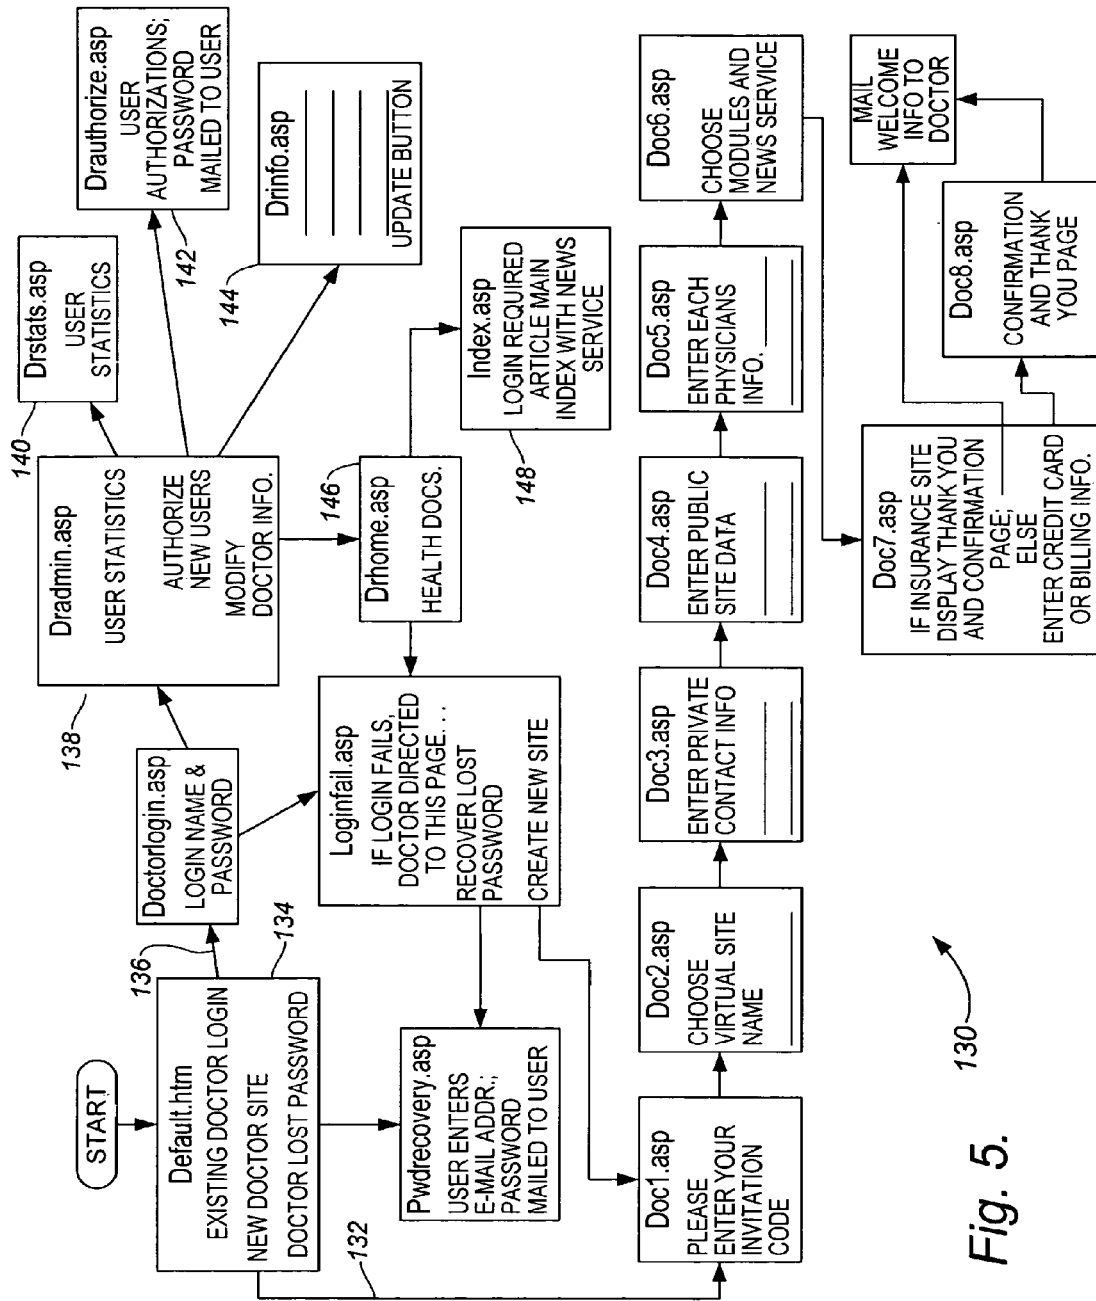 START
Default.htm
EXISTING DOCTOR LOGIN
NEW DOCTOR SITE
DOCTOR LOST PASSWORD
132
134
136
Doctorlogin.asp
LOGIN NAME &
PASSWORD
138
Dradmin.asp
USER STATISTICS
AUTHORIZE
NEW USERS
MODIFY
DOCTOR INFO.
140
Drstats.asp
USER
STATISTICS
Drauthorize.asp
USER
AUTHORIZATIONS;
PASSWORD
MAILED TO USER
142
144
Drinfo.asp
UPDATE BUTTON
146
Drhome.asp
HEALTH DOCS.
Index.asp
LOGIN REQUIRED
ARTICLE MAIN
INDEX WITH NEWS
SERVICE
148
Loginfail.asp
IF LOGIN FAILS,
DOCTOR DIRECTED
TO THIS PAGE...
RECOVER LOST
PASSWORD
CREATE NEW SITE
Pwdrecovery.asp
USER ENTERS
E-MAIL ADDR.;
PASSWORD
MAILED TO USER
Doc1.asp
PLEASE
ENTER YOUR
INVITATION
CODE
Doc2.asp
CHOOSE
VIRTUAL SITE
NAME
Doc3.asp
ENTER PRIVATE
CONTACT INFO
Doc4.asp
ENTER PUBLIC
SITE DATA
Doc5.asp
ENTER EACH
PHYSICIANS
INFO.
Doc6.asp
CHOOSE
MODULES AND
NEWS SERVICE
Doc7.asp
IF INSURANCE SITE
DISPLAY THANK YOU
AND CONFIRMATION
PAGE;
ELSE
ENTER CREDIT CARD
OR BILLING INFO.
Doc8.asp
CONFIRMATION
AND THANK
YOU PAGE
MAIL
WELCOME
INFO TO
DOCTOR
130
Fig. 5.